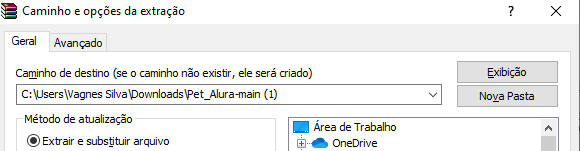 Caminho e opções da extração
Geral
Avançado
Caminho de destino (se o caminho não existir, ele será criado)
Exibição
C:\Users\Vagnes Silva\Downloads\Pet_Alura-main (1)
Nova Pasta
Método de atualização
Área de Trabalho
Extrair e substituir arquivo
OneDrive